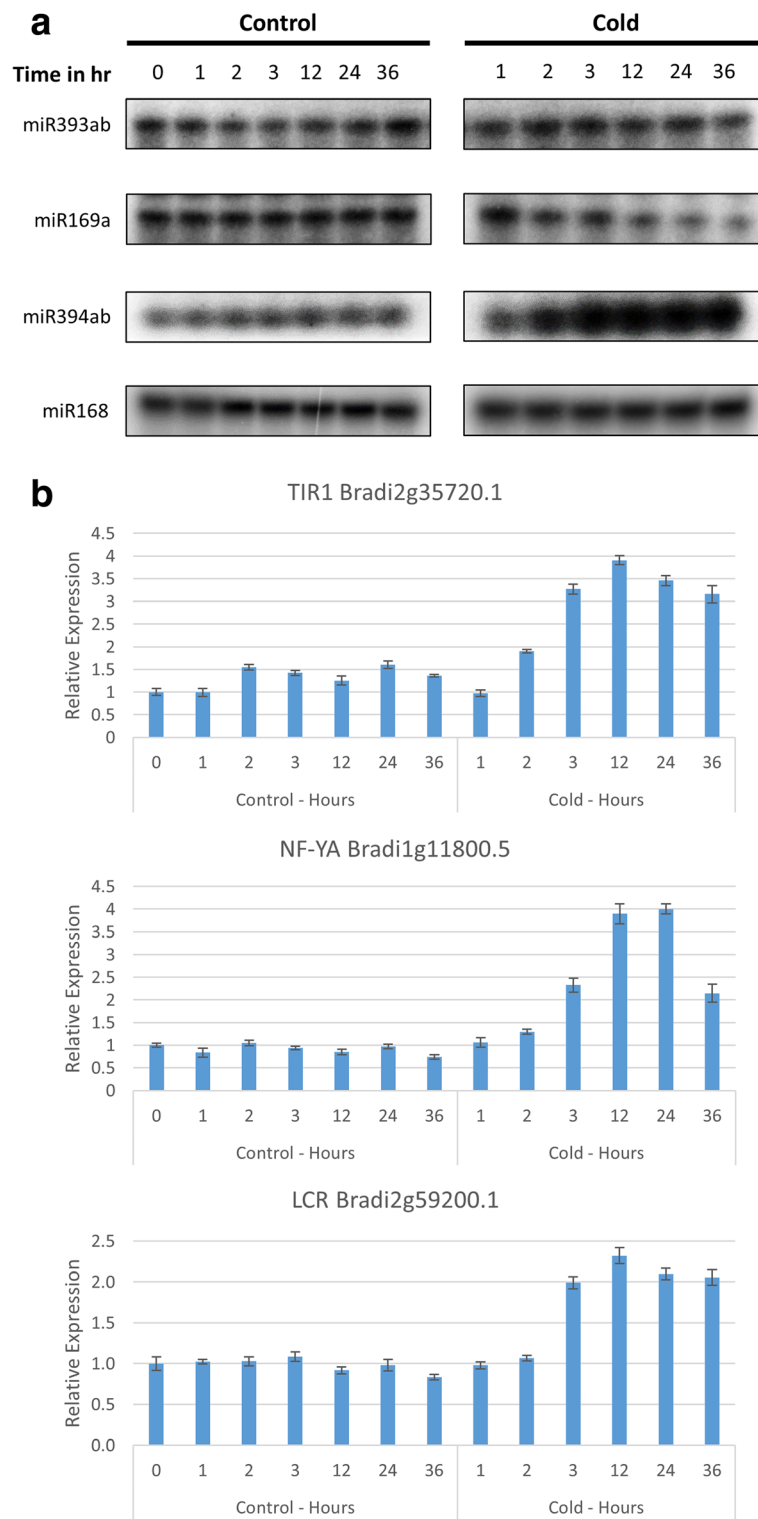 a
Control
Cold
Time in hr 0 1 2 3 12 24 36 1 2 3 12 24 36
miR393ab
miR169a
miR394ab
miR168
b
TIR1 Bradi2g35720.1
Relative Expression
4.5
4
3.5
3
2.5
2
1.5
1
0.5
0
0 1 2 3 12 24 36 1 2 3 12 24 36
Control - Hours
Cold - Hours
NF-YA Bradi1g11800.5
Relative Expression
4.5
4
3.5
3
2.5
2
1.5
1
0.5
0
0 1 2 3 12 24 36 1 2 3 12 24 36
Control - Hours
Cold - Hours
LCR Bradi2g59200.1
Relative Expression
2.5
2.0
1.5
1.0
0.5
0.0
0 1 2 3 12 24 36 1 2 3 12 24 36
Control - Hours
Cold - Hours